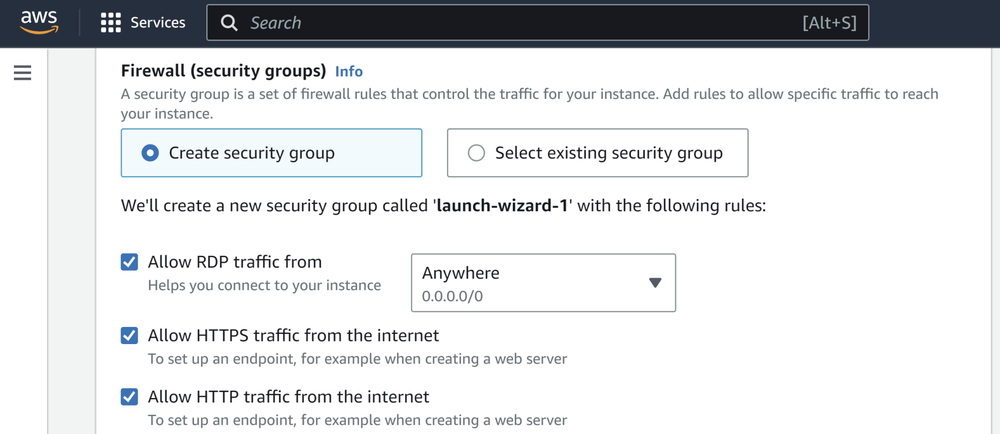 aws
Services
Search
[Alt+S]
Firewall (security groups) Info
A security group is a set of firewall rules that control the traffic for your instance. Add rules to allow specific traffic to reach
your instance.
Create security group
Select existing security group
We'll create a new security group called 'launch-wizard-1' with the following rules:
Allow RDP traffic from
Helps you connect to your instance
Anywhere
0.0.0.0/0
Allow HTTPS traffic from the internet
To set up an endpoint, for example when creating a web server
Allow HTTP traffic from the internet
To set up an endpoint, for example when creating a web server